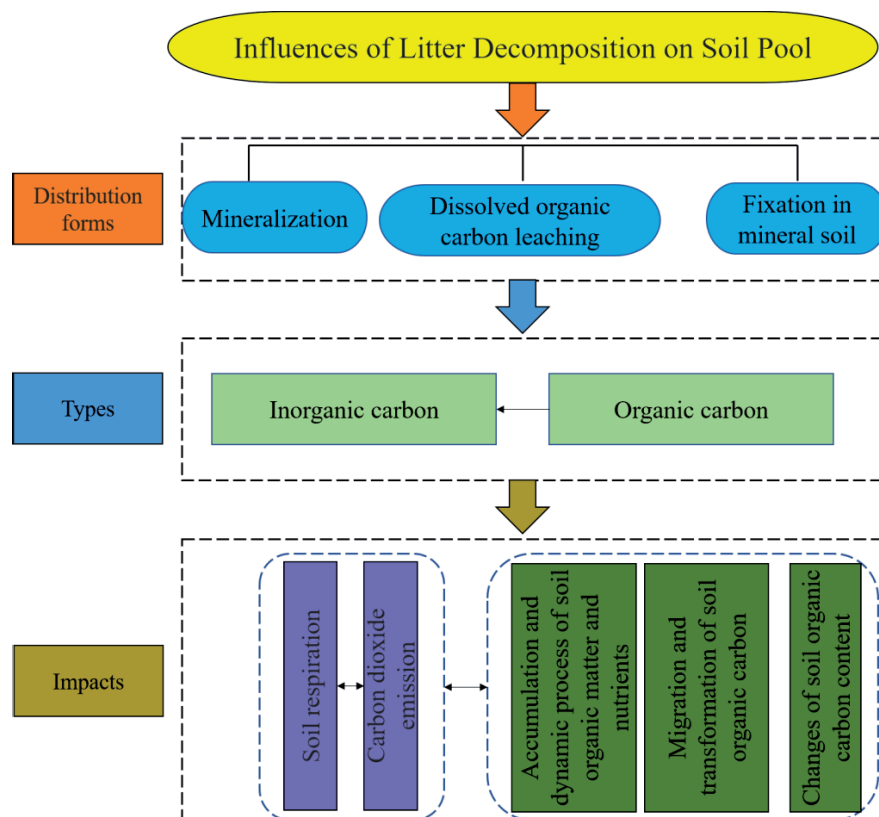 Influences of Litter Decomposition on Soil Pool
Distribution
forms
Mineralization
Dissolved organic
carbon leaching
Fixation in
mineral soil
Types
Inorganic carbon
Organic carbon
Impacts
Soil respiration
Carbon dioxide
emission
Accumulation and
dynamic process of soil
organic matter and
nutrients
Migration and
transformation of soil
organic carbon
Changes of soil organic
carbon content